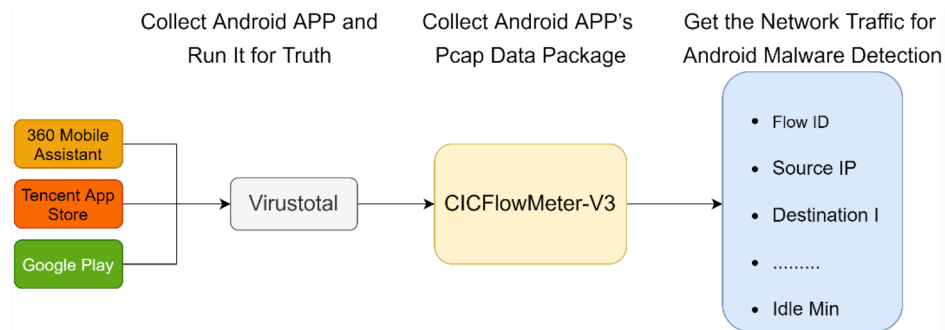 Collect Android APP and
Run It for Truth
Collect Android APP's
Pcap Data Package
Get the Network Traffic for
Android Malware Detection
360 Mobile
Assistant
Tencent App
Store
Google Play
Virustotal
CICFlowMeter-V3
• Flow ID
• Source IP
• Destination I
• .........
• Idle Min